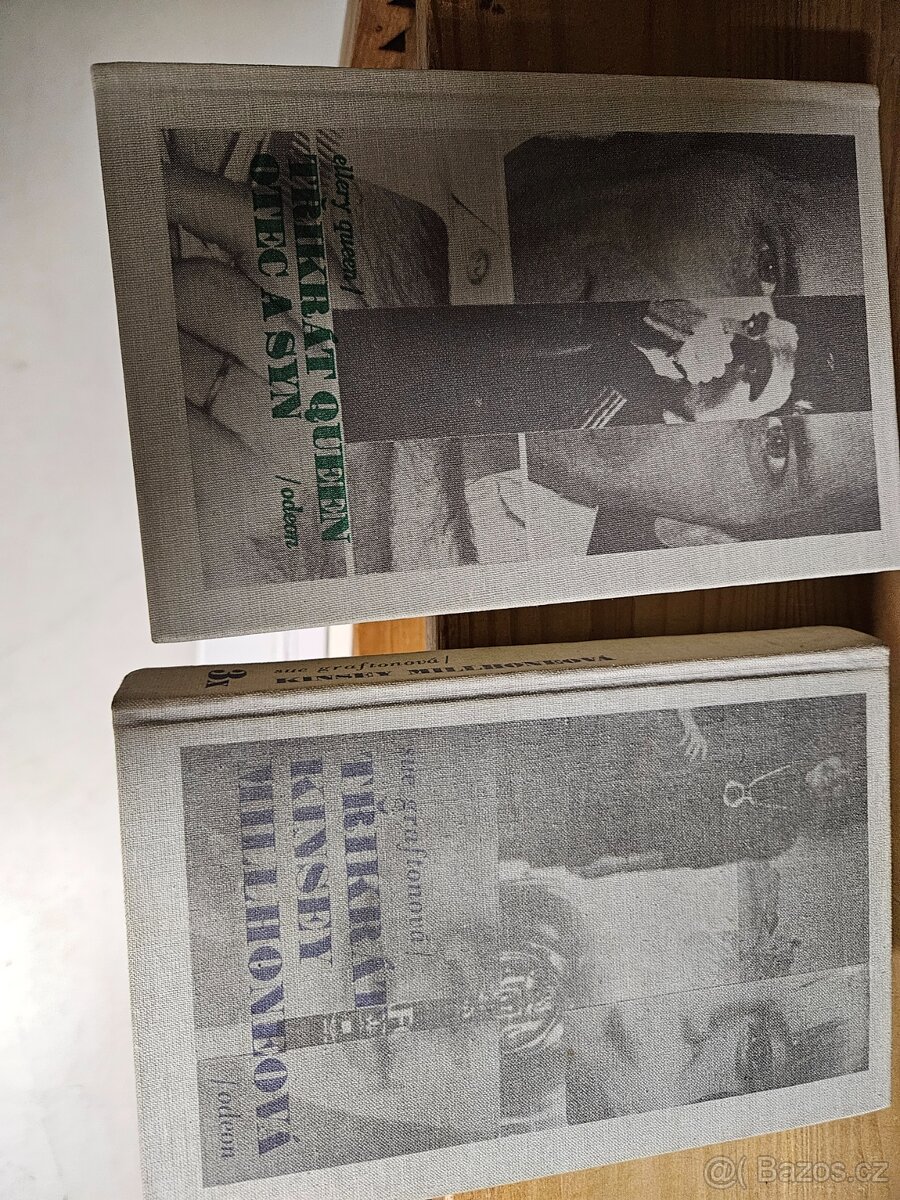 ellery queen/
TŘIKRÁT QUEEN
OTEC A SYN
/odeon
3x
sue graftonová/
KINSEY MILLHONEOVÁ
sue graftonová/
TŘIKRÁT
KINSEY
MILLHONEOVÁ
/odeon
@( Bazos.cz